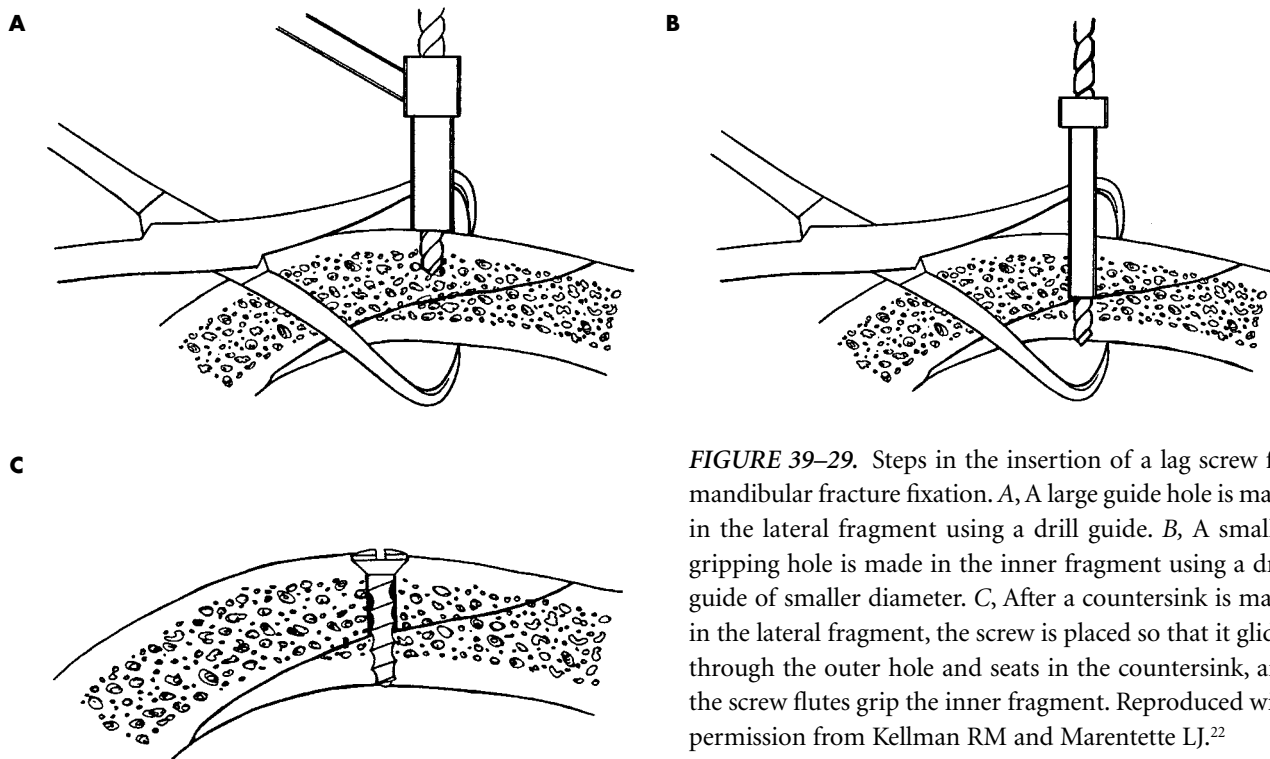 A
B
C
FIGURE 39–29. Steps in the insertion of a lag screw f
mandibular fracture fixation. A, A large guide hole is ma
in the lateral fragment using a drill guide. B, A small
gripping hole is made in the inner fragment using a dr
guide of smaller diameter. C, After a countersink is ma
in the lateral fragment, the screw is placed so that it glid
through the outer hole and seats in the countersink, a
the screw flutes grip the inner fragment. Reproduced wi
permission from Kellman RM and Marentette LJ.22